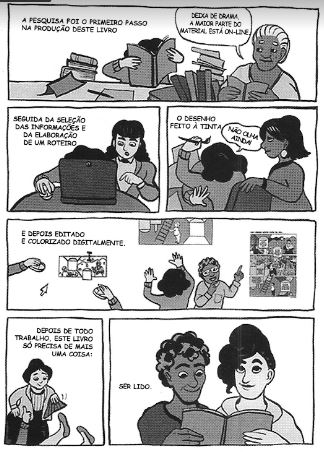 A PESQUISA FOI O PRIMEIRO PASSO
NA PRODUÇÃO DESTE LIVRO
DEIXA DE DRAMA
A MAIOR PARTE DO
MATERIAL ESTÁ ON-LINE
SEGUIDA DA SELEÇÃO
DAS INFORMAÇÕES E
DA ELABORAÇÃO
DE UM ROTEIRO
O DESENHO
FEITO À TINTA
NÃO OLHA
AINDA!
E DEPOIS EDITADO
E COLORIZADO DIGITALMENTE.
DEPOIS DE TODO
TRABALHO, ESTE LIVRO
SÓ PRECISA DE MAIS
UMA COISA:
SER LIDO.